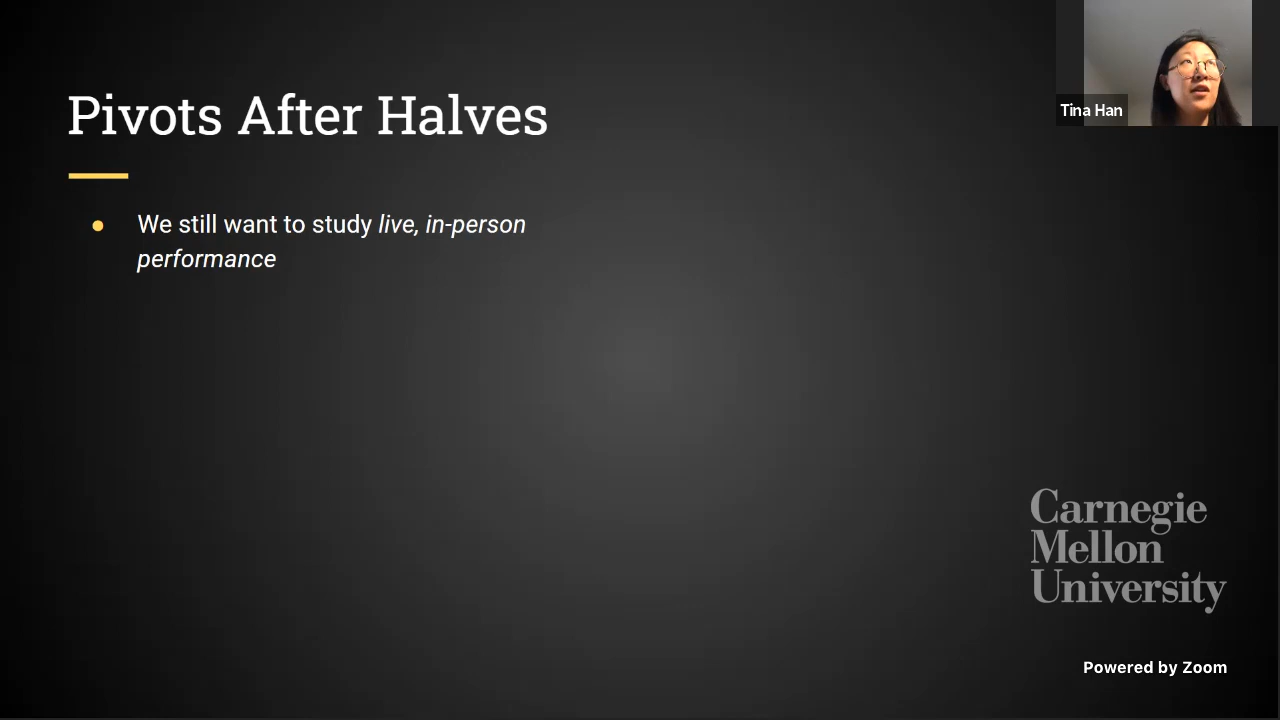 Pivots After Halves
Tina Han
● We still want to study live, in-person
performance
Carnegie
Mellon
University
Powered by Zoom